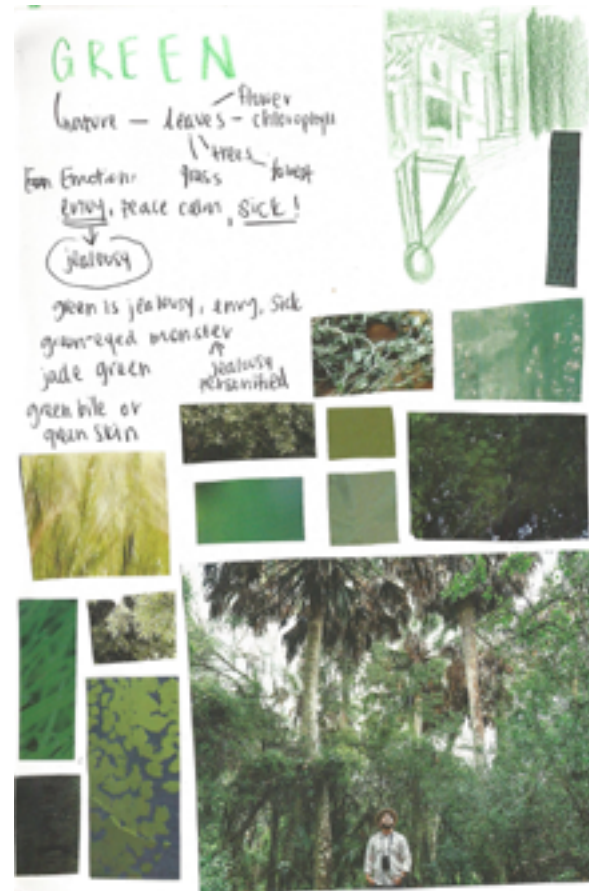 GREEN
flower
nature — leaves — chlorophyll
trees
grass forest
Emotion:
envy, peace calm, sick!
jealousy
green is jealousy, envy, sick
green-eyed monster
jade green jealousy
personified
green bile or
green skin